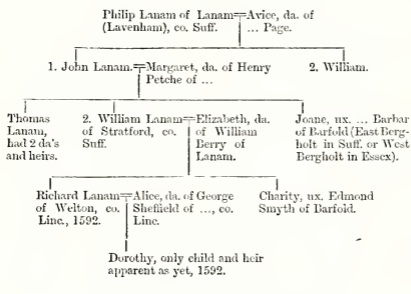 Philip Lanam of Lanam=Avice, da. of
(Lavenham), co. Suff. ... Page.
1. John Lanam.=Margaret, da. of Henry 2. William.
Petche of ...
Thomas 2. William Lanam=Elizabeth, da. Joane, ux. ... Barbar
Lanam, of Stratford, co. of William of Barfold (East Berg-
had 2 da's Suff. Berry of holt in Suff. or West
and heirs. Lanam. Bergholt in Essex).
Richard Lanam=Alice, da. of George Charity, ux. Edmond
of Welton, co. Sheffield of ..., co. Smyth of Barfold.
Linc., 1592. Linc.
Dorothy, only child and heir
apparent as yet, 1592.